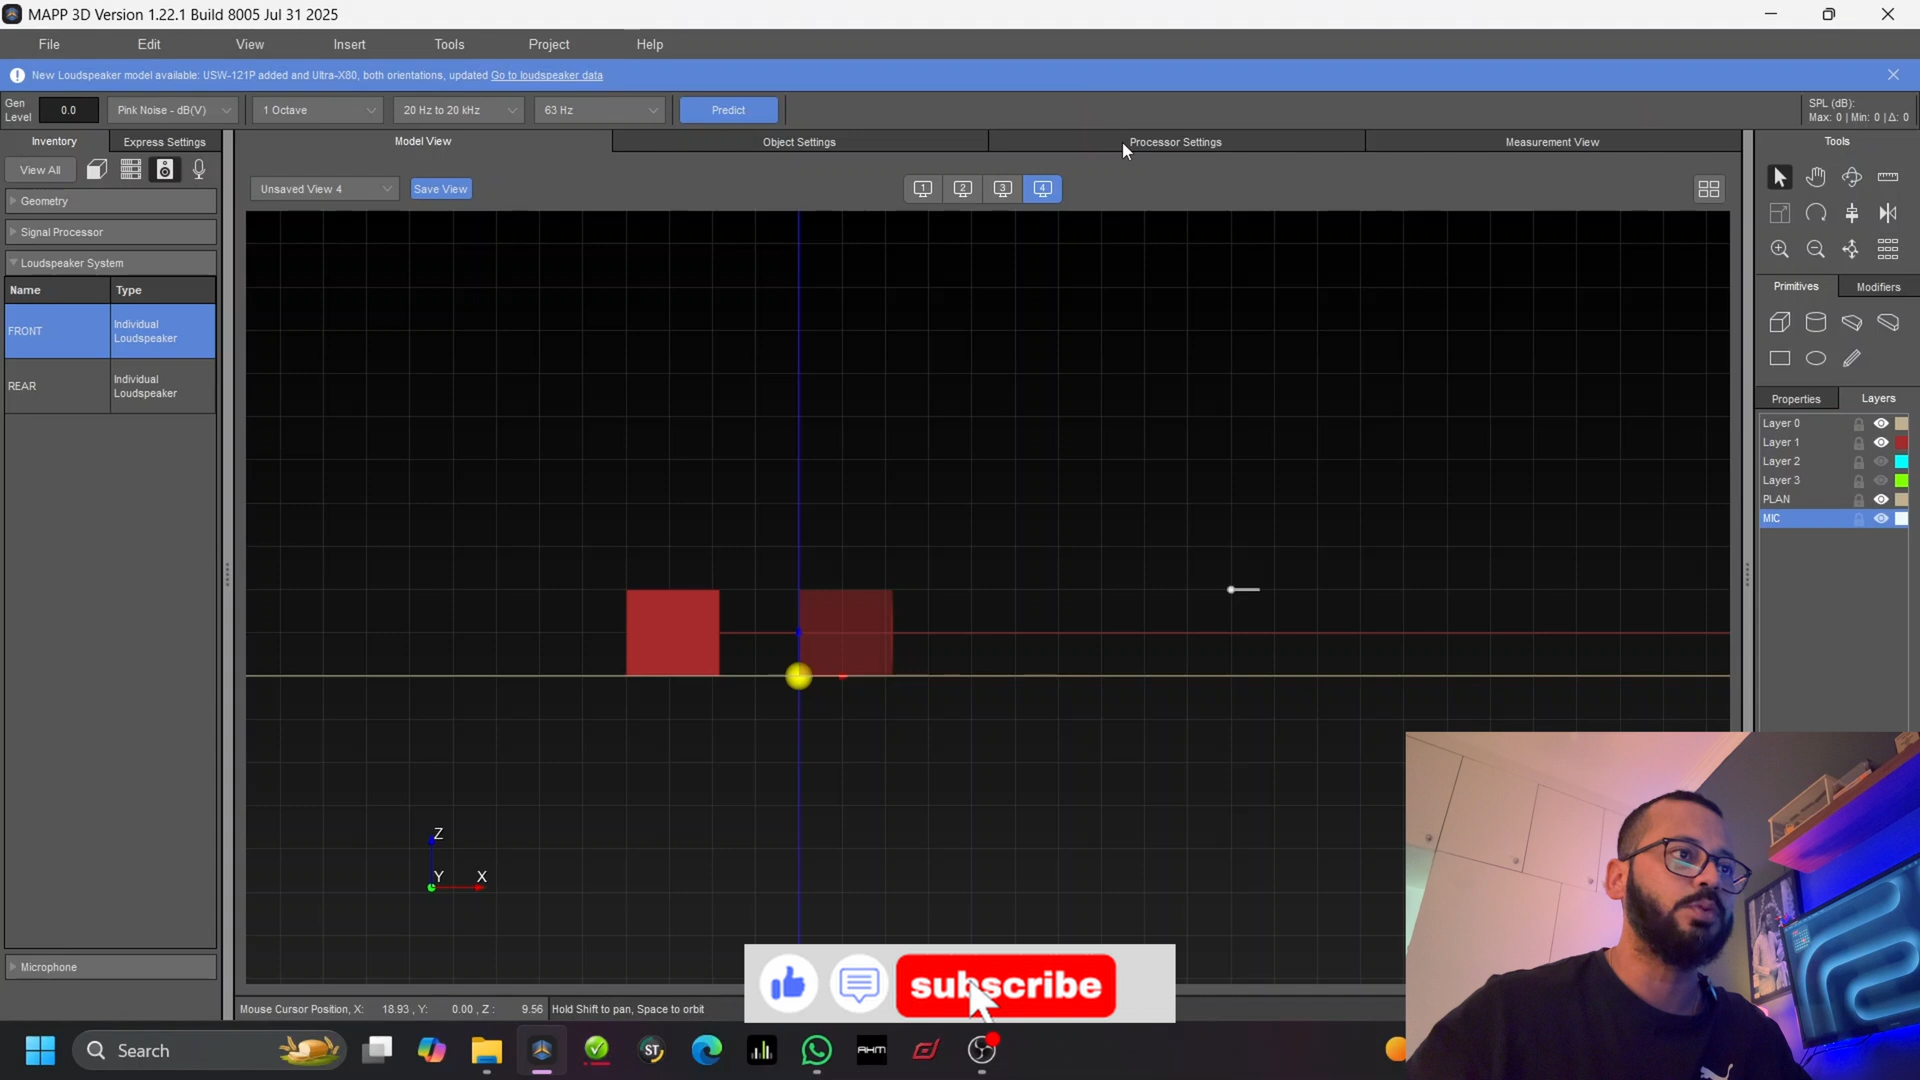 MAPP 3D Version 1.22.1 Build 8005 Jul 31 2025
File Edit View Insert Tools Project Help
New Loudspeaker model available: USW-121P added and Ultra-X80, both orientations, updated Go to loudspeaker data
Gen Level 0.0 Pink Noise - dB(V) 1 Octave 20 Hz to 20 kHz 63 Hz Predict
SPL (dB):
Max: 0 | Min: 0 | Δ: 0
Inventory Express Settings
Model View Object Settings Processor Settings Measurement View
Tools
View All
Unsaved View 4 Save View
1 2 3 4
Geometry
Signal Processor
Loudspeaker System
Name Type
FRONT Individual Loudspeaker
REAR Individual Loudspeaker
Microphone
Primitives Modifiers
Properties Layers
Layer 0
Layer 1
Layer 2
Layer 3
PLAN
MIC
Z
Y X
subscribe
Mouse Cursor Position, X: 18.93 , Y: 0.00 , Z : 9.56 Hold Shift to pan, Space to orbit
Search
ST
AHM